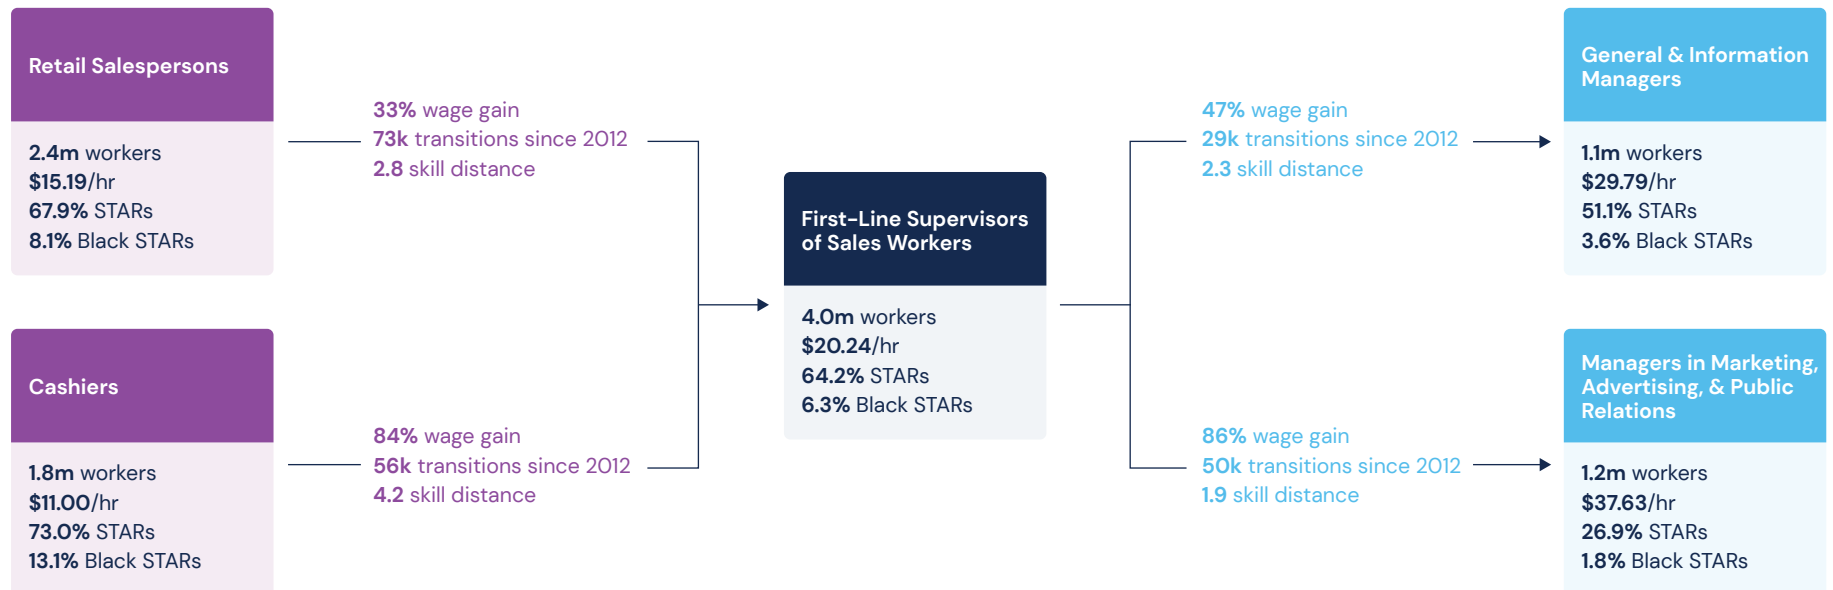 Retail Salespersons
2.4m workers
$15.19/hr
67.9% STARs
8.1% Black STARs
Cashiers
1.8m workers
$11.00/hr
73.0% STARs
13.1% Black STARs
33% wage gain
73k transitions since 2012
2.8 skill distance
84% wage gain
56k transitions since 2012
4.2 skill distance
First-Line Supervisors
of Sales Workers
4.0m workers
$20.24/hr
64.2% STARs
6.3% Black STARs
47% wage gain
29k transitions since 2012
2.3 skill distance
86% wage gain
50k transitions since 2012
1.9 skill distance
General & Information
Managers
1.1m workers
$29.79/hr
51.1% STARs
3.6% Black STARs
Managers in Marketing,
Advertising, & Public
Relations
1.2m workers
$37.63/hr
26.9% STARs
1.8% Black STARs